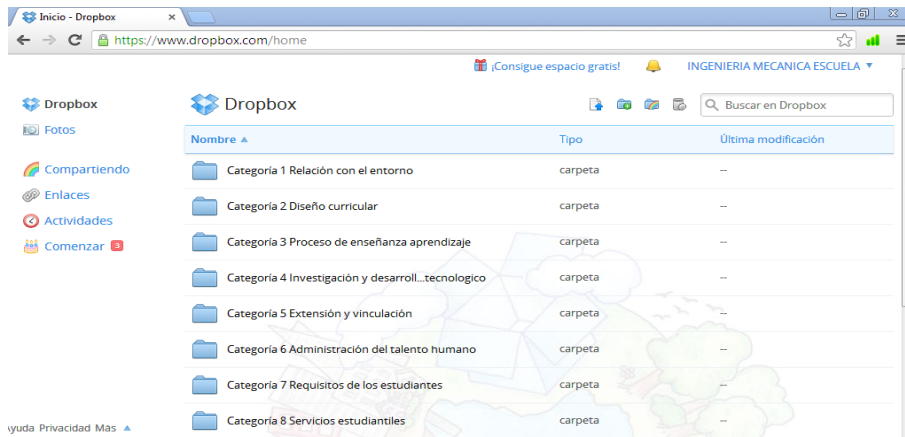 Inicio - Dropbox
https://www.dropbox.com/home
¡Consigue espacio gratis! INGENIERIA MECANICA ESCUELA
Dropbox
Fotos
Compartiendo
Enlaces
Actividades
Comenzar 3
Dropbox
Buscar en Dropbox
Nombre Tipo Última modificación
Categoría 1 Relación con el entorno carpeta --
Categoría 2 Diseño curricular carpeta --
Categoría 3 Proceso de enseñanza aprendizaje carpeta --
Categoría 4 Investigación y desarroll...tecnologico carpeta --
Categoría 5 Extensión y vinculación carpeta --
Categoría 6 Administración del talento humano carpeta --
Categoría 7 Requisitos de los estudiantes carpeta --
Categoría 8 Servicios estudiantiles carpeta --
yuda Privacidad Más